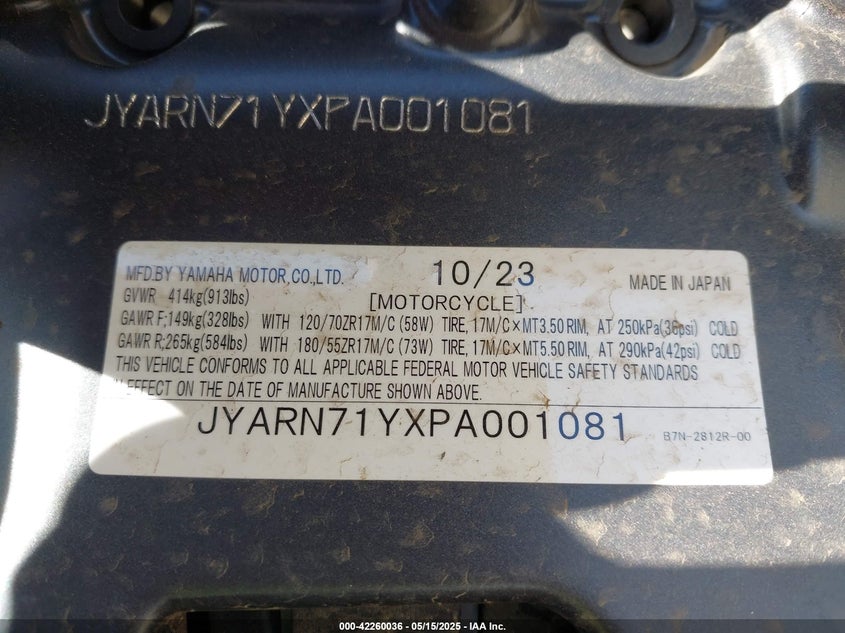 JYARN71YXPA001081
MFD.BY YAMAHA MOTOR.CO.,LTD. 10/23 MADE IN JAPAN
GVWR 414kg(913lbs) [MOTORCYCLE]
GAWR F;149kg(328lbs) WITH 120/70ZR17M/C (58W) TIRE, 17M/C×MT3.50 RIM, AT 250kPa(36psi) COLD
GAWR R;265kg(584lbs) WITH 180/55ZR17M/C (73W) TIRE, 17M/C×MT5.50 RIM, AT 290kPa(42psi) COLD
THIS VEHICLE CONFORMS TO ALL APPLICABLE FEDERAL MOTOR VEHICLE SAFETY STANDARDS
IN EFFECT ON THE DATE OF MANUFACTURE SHOWN ABOVE.
JYARN71YXPA001081 B7N-2812R-00
000-42260036 - 05/15/2025 - IAA Inc.